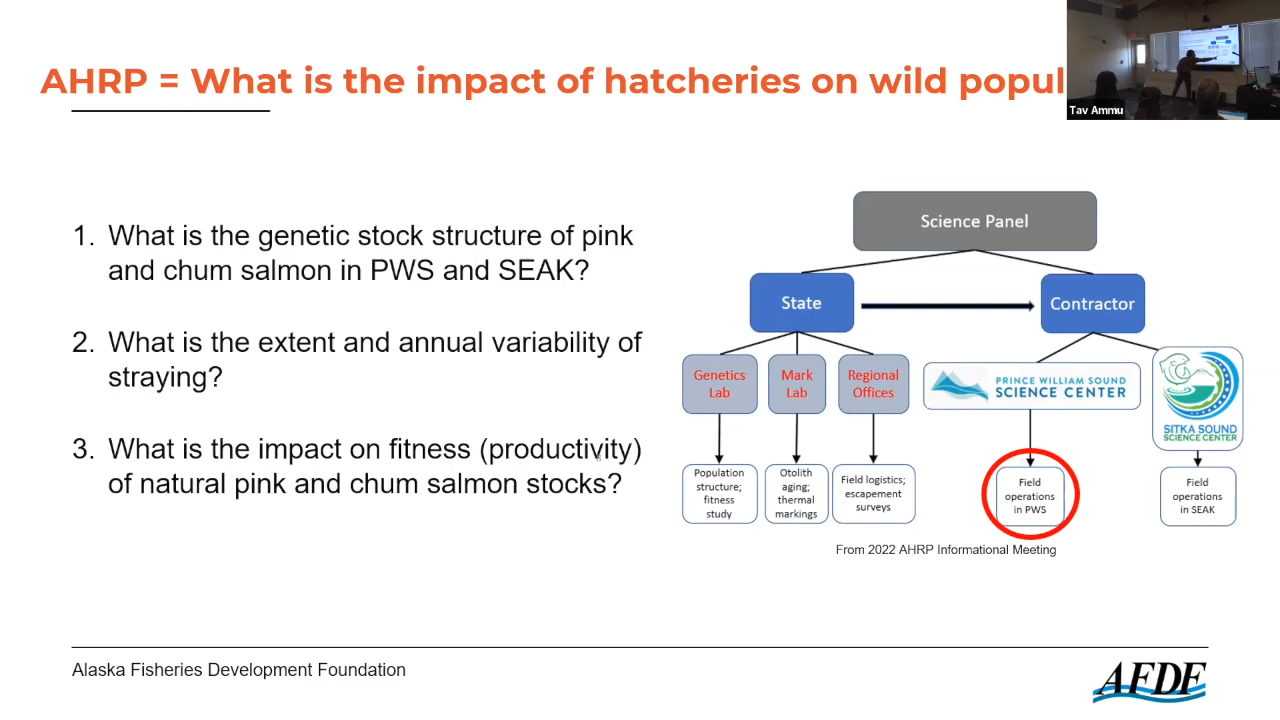 AHRP = What is the impact of hatcheries on wild popul
Tav Ammu
1. What is the genetic stock structure of pink
and chum salmon in PWS and SEAK?
2. What is the extent and annual variability of
straying?
3. What is the impact on fitness (productivity)
of natural pink and chum salmon stocks?
Science Panel
State
Contractor
Genetics
Lab
Mark
Lab
Regional
Offices
PRINCE WILLIAM SOUND
SCIENCE CENTER
SITKA SOUND
SCIENCE CENTER
Population
structure;
fitness
study
Otolith
aging;
thermal
markings
Field logistics;
escapement
surveys
Field
operations
in PWS
Field
operations
in SEAK
From 2022 AHRP Informational Meeting
Alaska Fisheries Development Foundation
AFDF